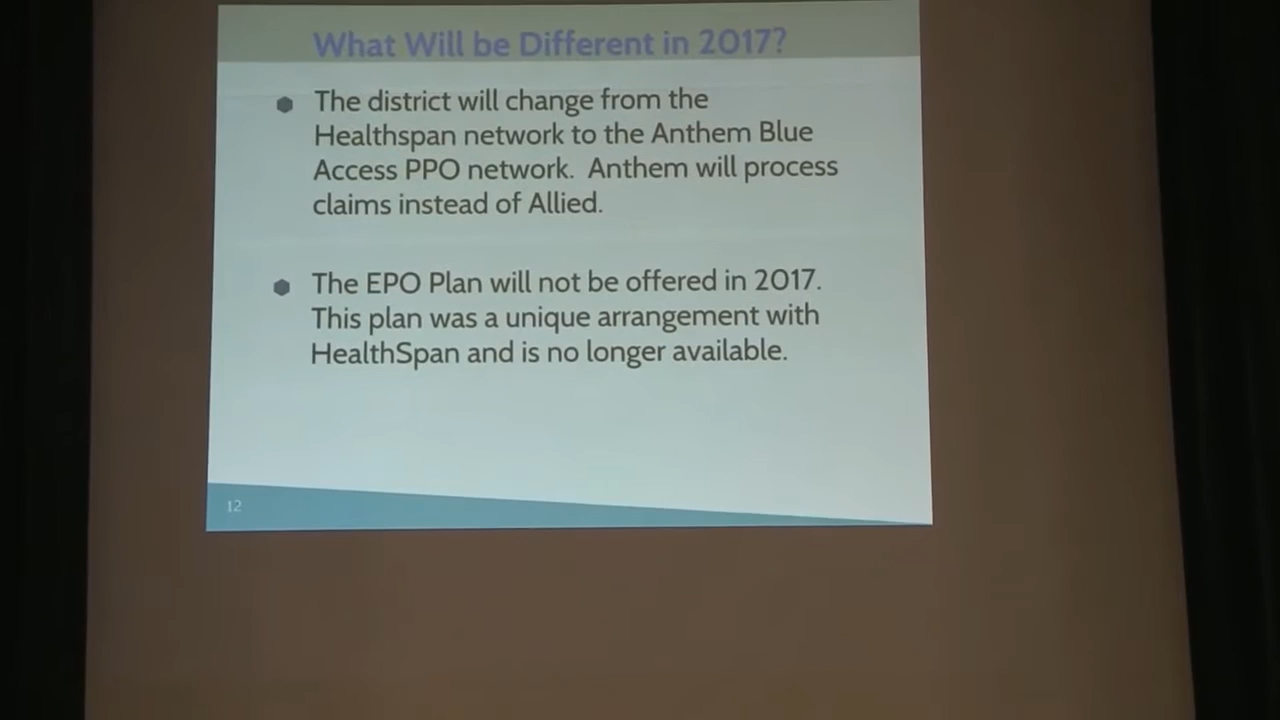 What Will be Different in 2017?
The district will change from the
Healthspan network to the Anthem Blue
Access PPO network. Anthem will process
claims instead of Allied.
The EPO Plan will not be offered in 2017.
This plan was a unique arrangement with
HealthSpan and is no longer available.
12